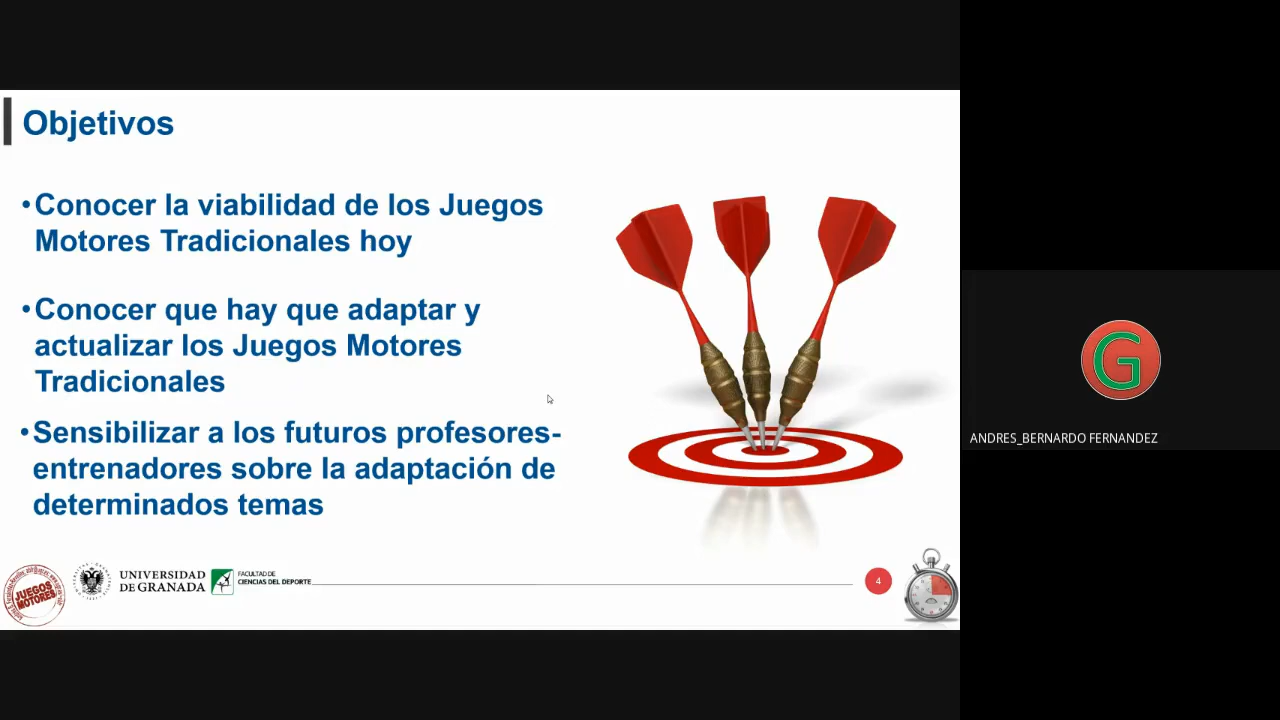 Objetivos
•Conocer la viabilidad de los Juegos
Motores Tradicionales hoy
•Conocer que hay que adaptar y
actualizar los Juegos Motores
Tradicionales
•Sensibilizar a los futuros profesores-
entrenadores sobre la adaptación de
determinados temas
JUEGOS
MOTORES
UNIVERSIDAD
DE GRANADA
FACULTAD DE
CIENCIAS DEL DEPORTE
4
G
ANDRES_BERNARDO FERNANDEZ